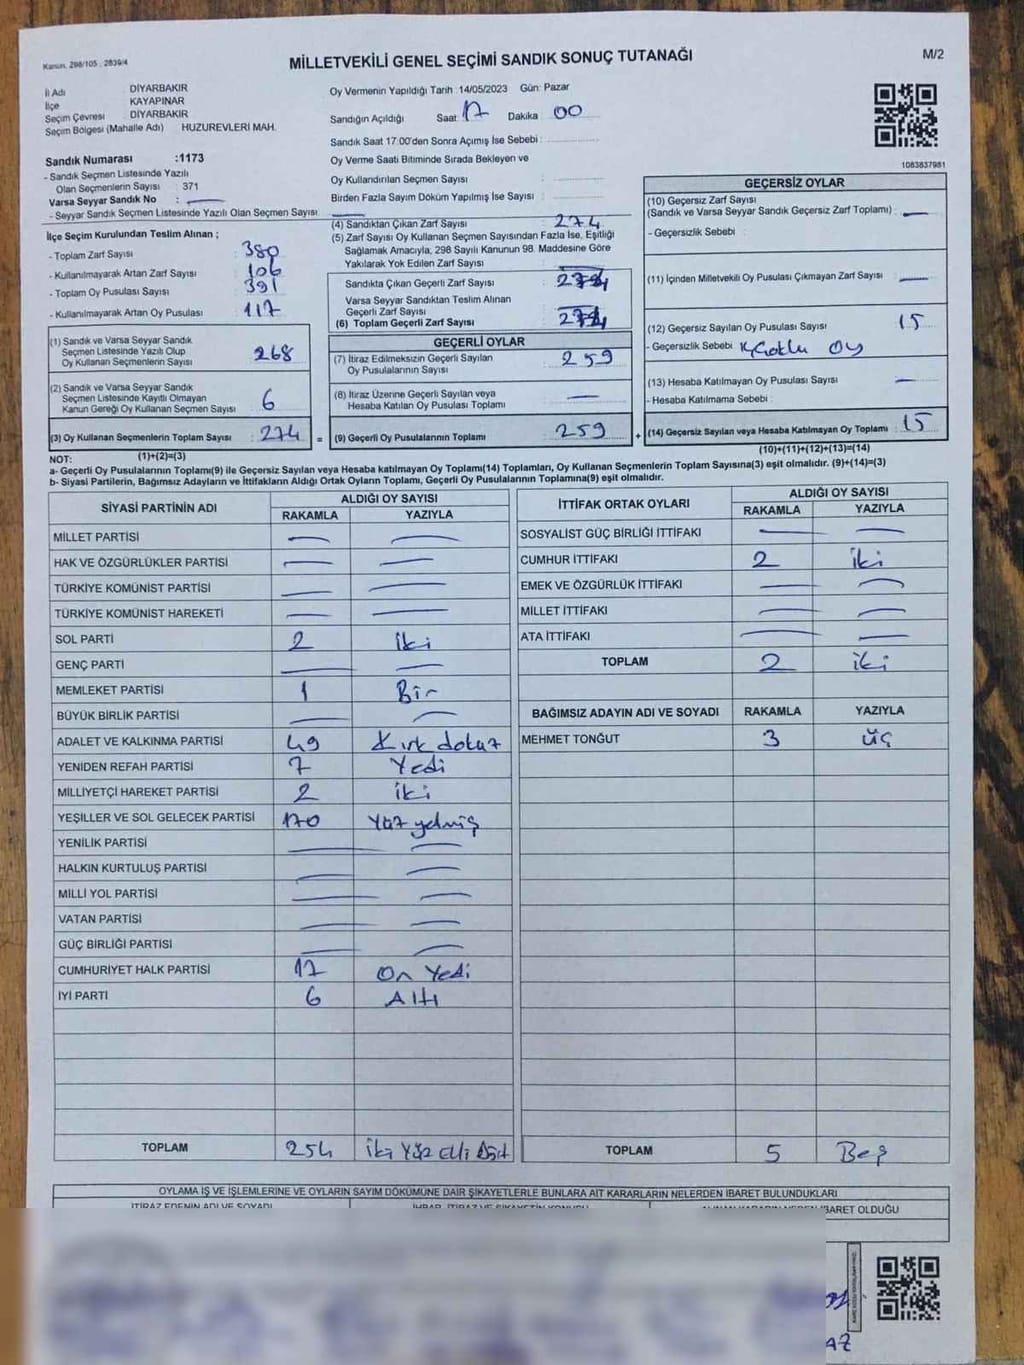 Kanun. 298/105 , 2839/4
MİLLETVEKİLİ GENEL SEÇİMİ SANDIK SONUÇ TUTANAĞI
M/2
İl Adı DİYARBAKIR
İlçe KAYAPINAR
Seçim Çevresi DİYARBAKIR
Seçim Bölgesi (Mahalle Adı) HUZUREVLERİ MAH.
Sandık Numarası :1173
- Sandık Seçmen Listesinde Yazılı
Olan Seçmenlerin Sayısı : 371
Varsa Seyyar Sandık No : —
- Seyyar Sandık Seçmen Listesinde Yazılı Olan Seçmen Sayısı: —
Oy Vermenin Yapıldığı Tarih :14/05/2023 Gün: Pazar
Sandığın Açıldığı Saat: 17 Dakika 00
Sandık Saat 17:00'den Sonra Açımış İse Sebebi :
Oy Verme Saati Bitiminde Sırada Bekleyen ve
Oy Kullandırılan Seçmen Sayısı :
Birden Fazla Sayım Döküm Yapılmış İse Sayısı :
1083837981
İlçe Seçim Kurulundan Teslim Alınan ;
- Toplam Zarf Sayısı : 380
- Kullanılmayarak Artan Zarf Sayısı : 106
- Toplam Oy Pusulası Sayısı : 391
- Kullanılmayarak Artan Oy Pusulası : 117
(1) Sandık ve Varsa Seyyar Sandık
Seçmen Listesinde Yazılı Olup
Oy Kullanan Seçmenlerin Sayısı : 268
(2) Sandık ve Varsa Seyyar Sandık
Seçmen Listesinde Kayıtlı Olmayan
Kanun Gereği Oy Kullanan Seçmen Sayısı : 6
(3) Oy Kullanan Seçmenlerin Toplam Sayısı : 274
(4) Sandıktan Çıkan Zarf Sayısı : 274
(5) Zarf Sayısı Oy Kullanan Seçmen Sayısından Fazla İse, Eşitliği
Sağlamak Amacıyla, 298 Sayılı Kanunun 98. Maddesine Göre
Yakılarak Yok Edilen Zarf Sayısı : —
Sandıkta Çıkan Geçerli Zarf Sayısı : 274
Varsa Seyyar Sandıktan Teslim Alınan
Geçerli Zarf Sayısı : —
(6) Toplam Geçerli Zarf Sayısı : 274
GEÇERLİ OYLAR
(7) İtiraz Edilmeksizin Geçerli Sayılan
Oy Pusulalarının Sayısı : 259
(8) İtiraz Üzerine Geçerli Sayılan veya
Hesaba Katılan Oy Pusulası Toplamı : —
= (9) Geçerli Oy Pusulalarının Toplamı : 259
GEÇERSİZ OYLAR
(10) Geçersiz Zarf Sayısı
(Sandık ve Varsa Seyyar Sandık Geçersiz Zarf Toplamı) : —
- Geçersizlik Sebebi :
(11) İçinden Milletvekili Oy Pusulası Çıkmayan Zarf Sayısı : —
(12) Geçersiz Sayılan Oy Pusulası Sayısı : 15
- Geçersizlik Sebebi : Oy
(13) Hesaba Katılmayan Oy Pusulası Sayısı : —
- Hesaba Katılmama Sebebi :
+ (14) Geçersiz Sayılan veya Hesaba Katılmayan Oy Toplamı : 15
NOT: (1)+(2)=(3)
(10)+(11)+(12)+(13)=(14)
a- Geçerli Oy Pusulalarının Toplamı(9) ile Geçersiz Sayılan veya Hesaba katılmayan Oy Toplamı(14) Toplamları, Oy Kullanan Seçmenlerin Toplam Sayısına(3) eşit olmalıdır. (9)+(14)=(3)
b- Siyasi Partilerin, Bağımsız Adayların ve İttifakların Aldığı Ortak Oyların Toplamı, Geçerli Oy Pusulalarının Toplamına(9) eşit olmalıdır.
SİYASİ PARTİNİN ADI ALDIĞI OY SAYISI
RAKAMLA YAZIYLA
MİLLET PARTİSİ — —
HAK VE ÖZGÜRLÜKLER PARTİSİ — —
TÜRKİYE KOMÜNİST PARTİSİ — —
TÜRKİYE KOMÜNİST HAREKETİ — —
SOL PARTİ 2 iki
GENÇ PARTİ — —
MEMLEKET PARTİSİ 1 Bir
BÜYÜK BİRLİK PARTİSİ — —
ADALET VE KALKINMA PARTİSİ 49 Kırk dokuz
YENİDEN REFAH PARTİSİ 7 Yedi
MİLLİYETÇİ HAREKET PARTİSİ 2 iki
YEŞİLLER VE SOL GELECEK PARTİSİ 170 Yüz yetmiş
YENİLİK PARTİSİ — —
HALKIN KURTULUŞ PARTİSİ — —
MİLLİ YOL PARTİSİ — —
VATAN PARTİSİ — —
GÜÇ BİRLİĞİ PARTİSİ — —
CUMHURİYET HALK PARTİSİ 17 On Yedi
İYİ PARTİ 6 Altı
TOPLAM 254 iki Yüz Elli Dört
İTTİFAK ORTAK OYLARI ALDIĞI OY SAYISI
RAKAMLA YAZIYLA
SOSYALİST GÜÇ BİRLİĞİ İTTİFAKI — —
CUMHUR İTTİFAKI 2 iki
EMEK VE ÖZGÜRLÜK İTTİFAKI — —
MİLLET İTTİFAKI — —
ATA İTTİFAKI — —
TOPLAM 2 iki
BAĞIMSIZ ADAYIN ADI VE SOYADI RAKAMLA YAZIYLA
MEHMET TONĞUT 3 üç
TOPLAM 5 Beş
OYLAMA İŞ VE İŞLEMLERİNE VE OYLARIN SAYIM DÖKÜMÜNE DAİR ŞİKAYETLERLE BUNLARA AİT KARARLARIN NELERDEN İBARET BULUNDUKLARI
İTİRAZ EDENİN ADI VE SOYADI
İHBAR, İTİRAZ VE ŞİKAYETİN KONUSU
İBARET OLDUĞU